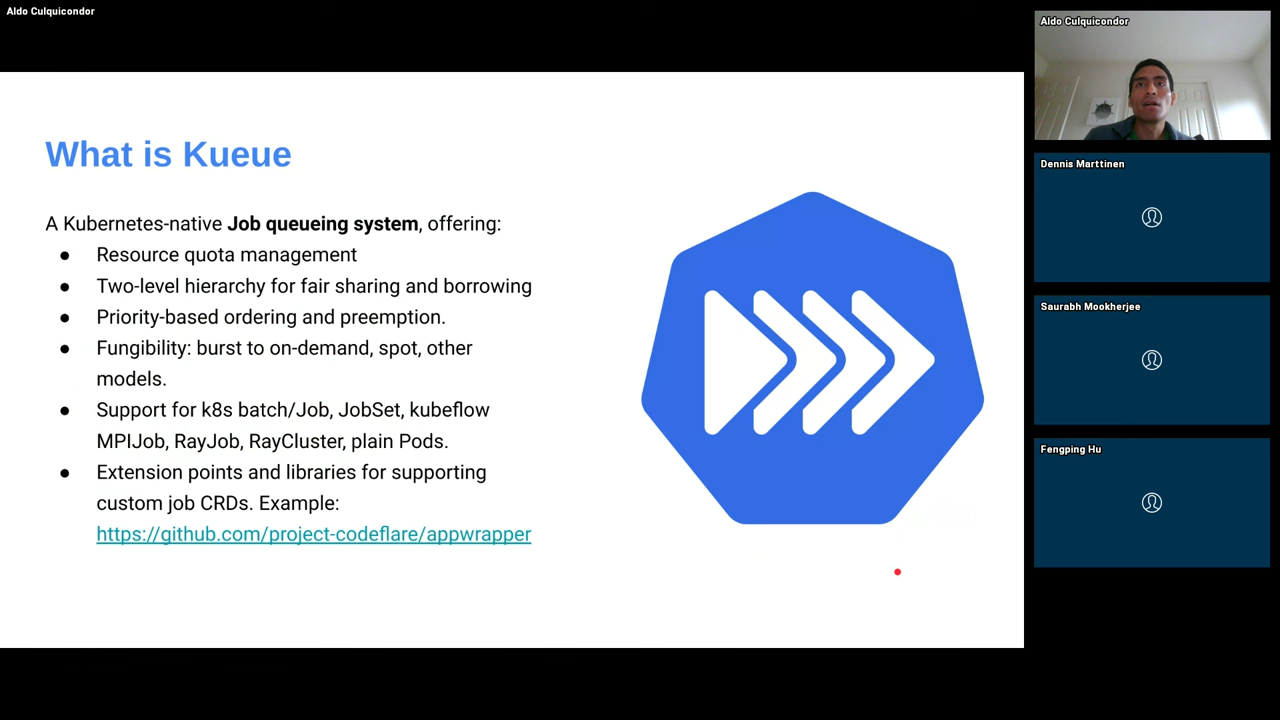 Aldo Culquicondor
What is Kueue
A Kubernetes-native Job queueing system, offering:
● Resource quota management
● Two-level hierarchy for fair sharing and borrowing
● Priority-based ordering and preemption.
● Fungibility: burst to on-demand, spot, other
models.
● Support for k8s batch/Job, JobSet, kubeflow
MPIJob, RayJob, RayCluster, plain Pods.
● Extension points and libraries for supporting
custom job CRDs. Example:
https://github.com/project-codeflare/appwrapper
Aldo Culquicondor
Dennis Marttinen
Saurabh Mookherjee
Fengping Hu